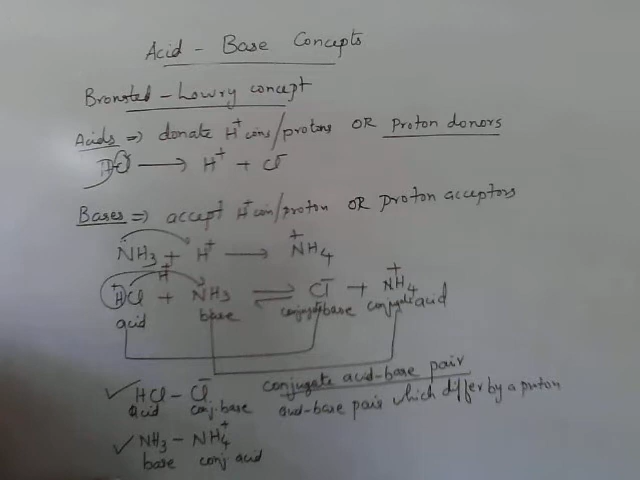 Acid - Base Concepts
Bronsted - Lowry concept
Acids => donate H⁺ions/protons OR Proton donors
HCl → H⁺ + Cl⁻
Bases => accept H⁺ion/proton OR proton acceptors
NH₃ + H⁺ → NH₄⁺
H⁺
HCl + NH₃ ⇌ Cl⁻ + NH₄⁺
acid base conjugate base conjugate acid
conjugate acid-base pair
✓ HCl - Cl⁻ acid-base pair which differ by a proton
acid conj. base
✓ NH₃ - NH₄⁺
base conj acid